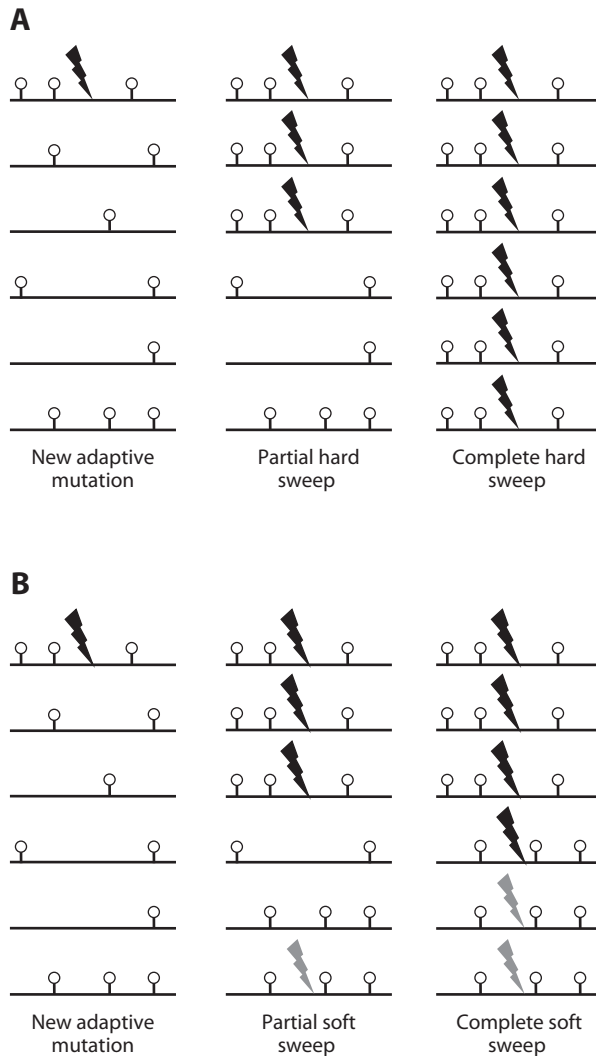 A
New adaptive
mutation
Partial hard
sweep
Complete hard
sweep
B
New adaptive
mutation
Partial soft
sweep
Complete soft
sweep